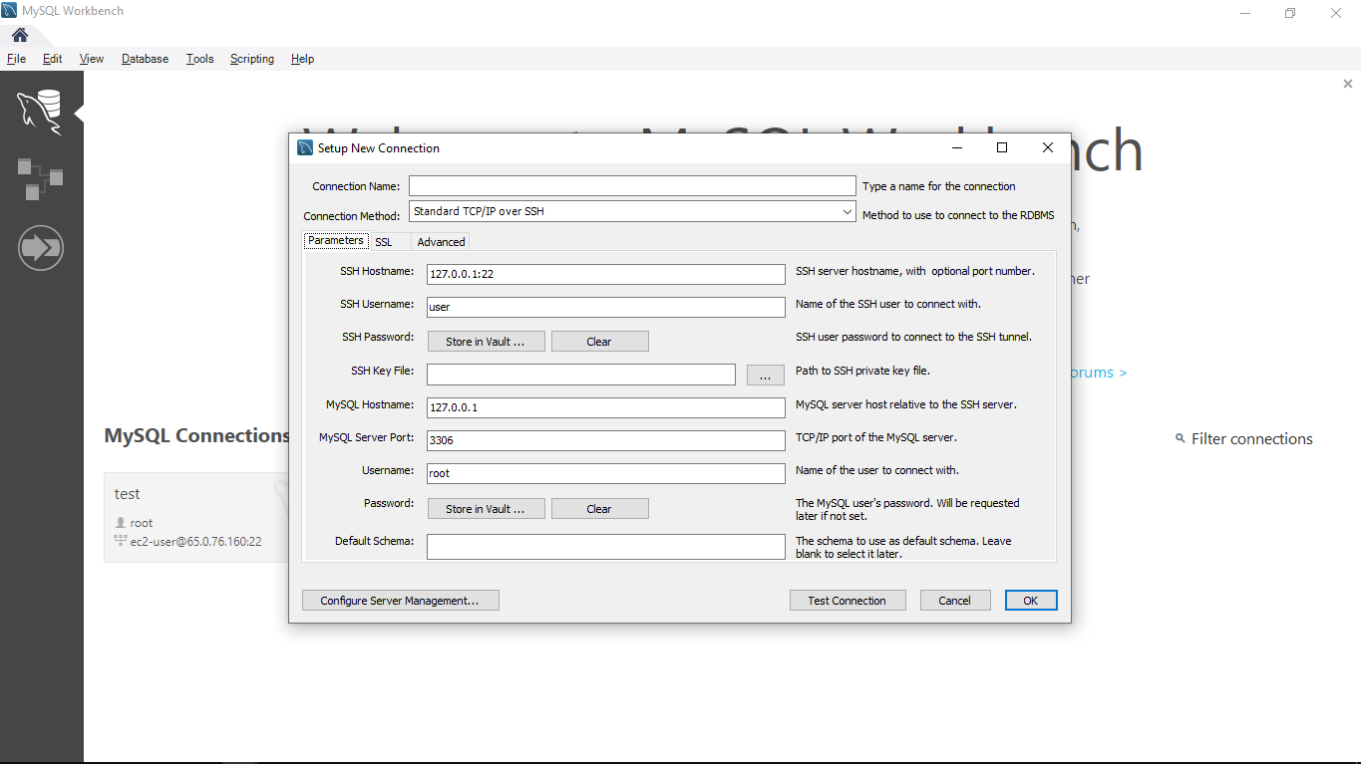 MySQL Workbench
File Edit View Database Tools Scripting Help
Setup New Connection
Connection Name: Type a name for the connection
Connection Method: Standard TCP/IP over SSH Method to use to connect to the RDBMS
Parameters SSL Advanced
SSH Hostname: 127.0.0.1:22 SSH server hostname, with optional port number.
SSH Username: user Name of the SSH user to connect with.
SSH Password: Store in Vault ... Clear SSH user password to connect to the SSH tunnel.
SSH Key File: ... Path to SSH private key file.
MySQL Hostname: 127.0.0.1 MySQL server host relative to the SSH server.
MySQL Server Port: 3306 TCP/IP port of the MySQL server.
Username: root Name of the user to connect with.
Password: Store in Vault ... Clear The MySQL user's password. Will be requested
later if not set.
Default Schema: The schema to use as default schema. Leave
blank to select it later.
Configure Server Management... Test Connection Cancel OK
MySQL Connections
Filter connections
test
root
ec2-user@65.0.76.160:22